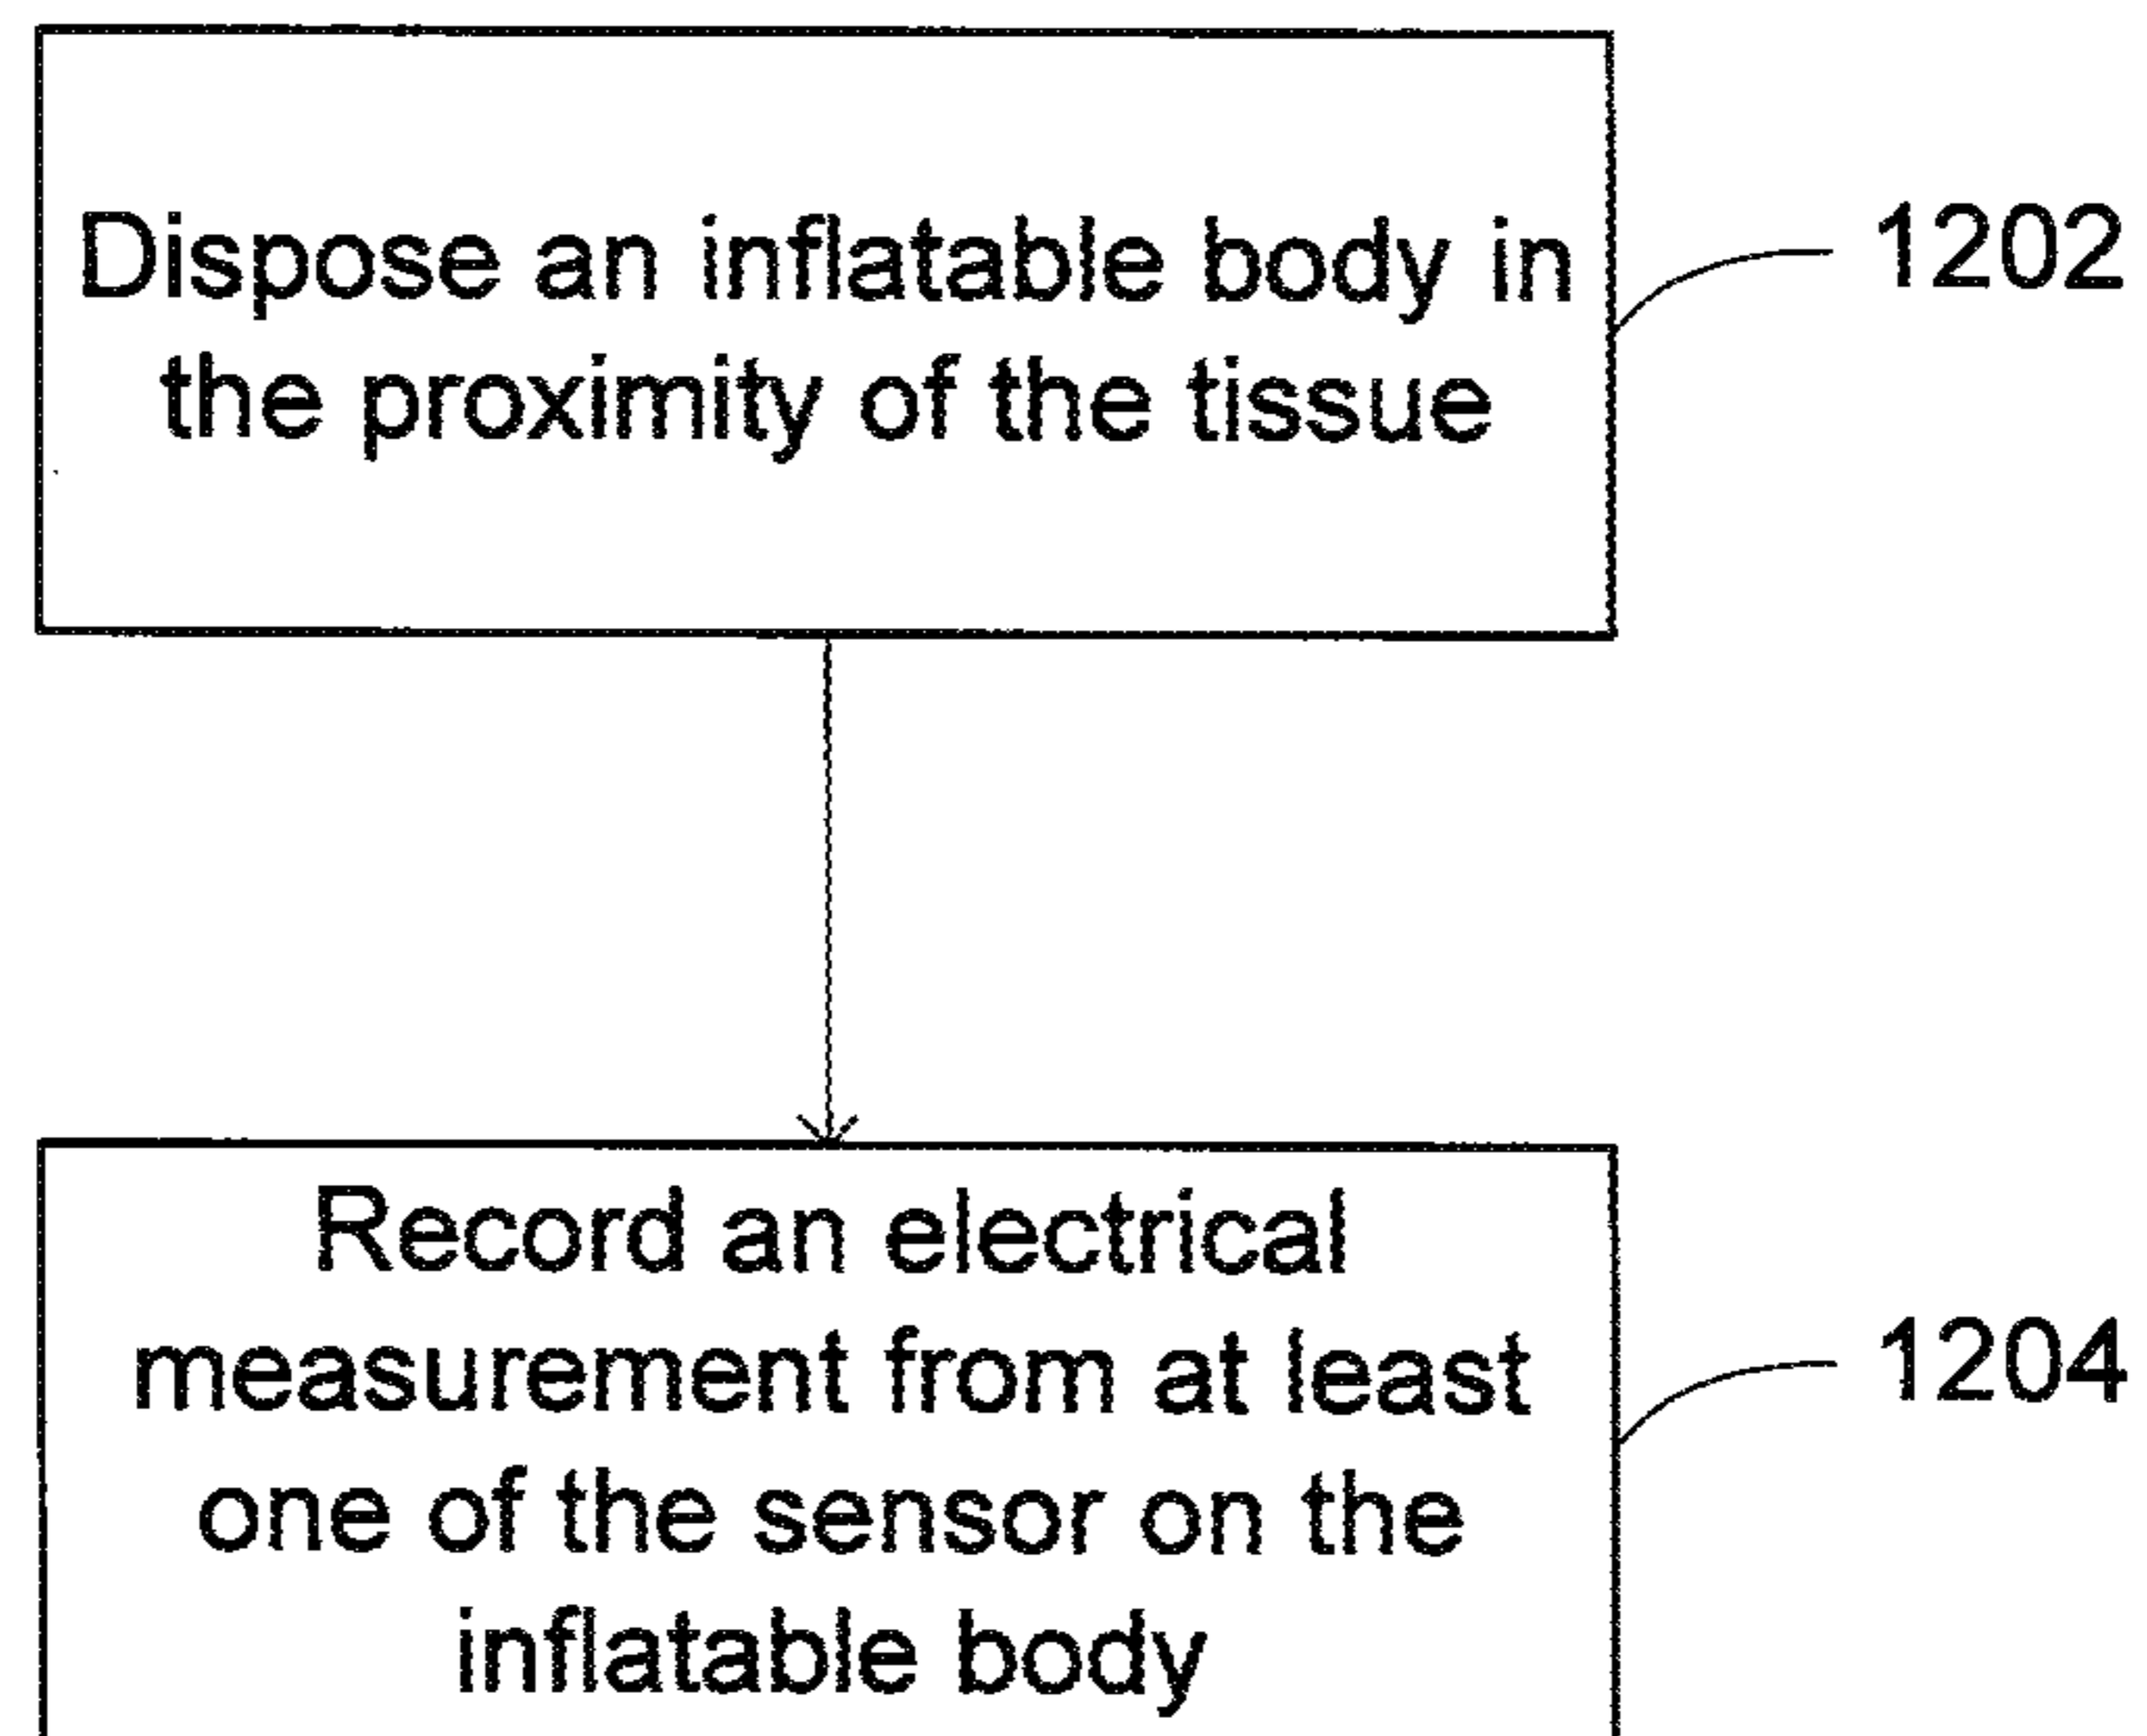 Dispose an inflatable body in
the proximity of the tissue
1202
Record an electrical
measurement from at least
one of the sensor on the
inflatable body
1204